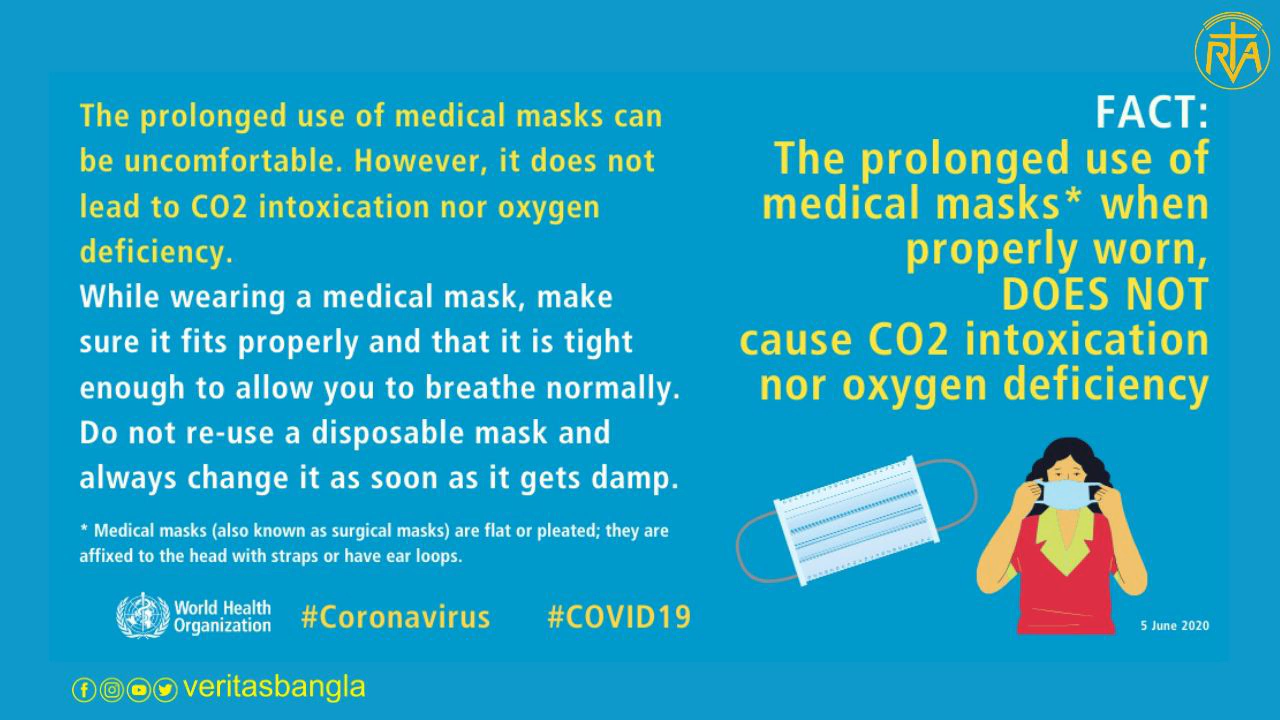 The prolonged use of medical masks can
be uncomfortable. However, it does not
lead to CO2 intoxication nor oxygen
deficiency.
While wearing a medical mask, make
sure it fits properly and that it is tight
enough to allow you to breathe normally.
Do not re-use a disposable mask and
always change it as soon as it gets damp.
* Medical masks (also known as surgical masks) are flat or pleated; they are
affixed to the head with straps or have ear loops.
World Health
Organization
#Coronavirus #COVID19
RVA
FACT:
The prolonged use of
medical masks* when
properly worn,
DOES NOT
cause CO2 intoxication
nor oxygen deficiency
5 June 2020
veritasbangla